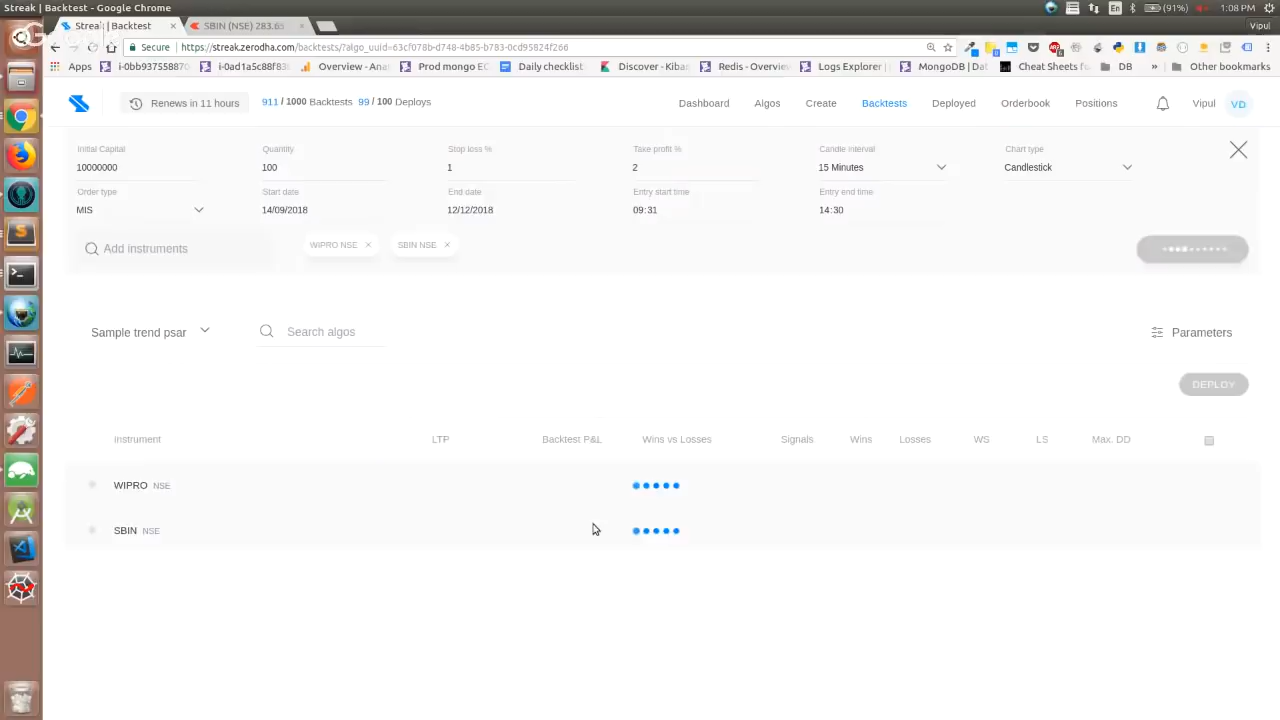 Streak | Backtest - Google Chrome
En
(91%)
1:08 PM
Streak | Backtest
SBIN (NSE) 283.65
Vipul
Secure
https://streak.zerodha.com/backtests/?algo_uuid=63cf078b-d748-4b85-b783-0cd95824f266
Apps
i-0bb937558870
i-0ad1a5c88f83
Overview - Ana
Prod mongo EC
Daily checklist
Discover - Kiba
Redis - Overvie
Logs Explorer |
MongoDB | Dat
Cheat Sheets fo
DB
»
Other bookmarks
Renews in 11 hours
911 / 1000 Backtests 99 / 100 Deploys
Dashboard
Algos
Create
Backtests
Deployed
Orderbook
Positions
Vipul
VD
Initial Capital
Quantity
Stop loss %
Take profit %
Candle interval
Chart type
10000000
100
1
2
15 Minutes
Candlestick
Order type
Start date
End date
Entry start time
Entry end time
MIS
14/09/2018
12/12/2018
09:31
14:30
Add instruments
WIPRO NSE ×
SBIN NSE ×
Sample trend psar
Search algos
Parameters
DEPLOY
Instrument
LTP
Backtest P&L
Wins vs Losses
Signals
Wins
Losses
WS
LS
Max. DD
WIPRO NSE
SBIN NSE